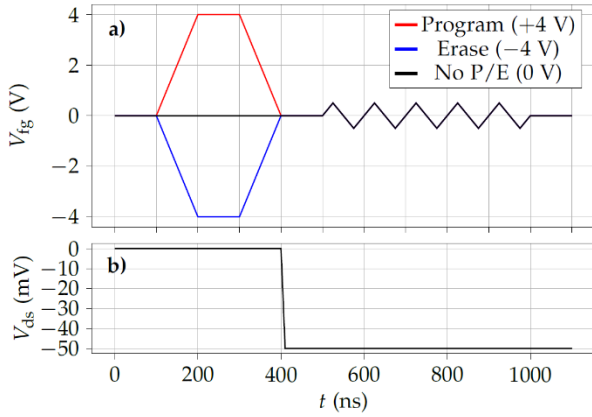 a)
Program (+4 V)
Erase (−4 V)
No P/E (0 V)
4
2
0
−2
−4
V_fg (V)
b)
0
−10
−20
−30
−40
−50
V_ds (mV)
0 200 400 600 800 1000
t (ns)